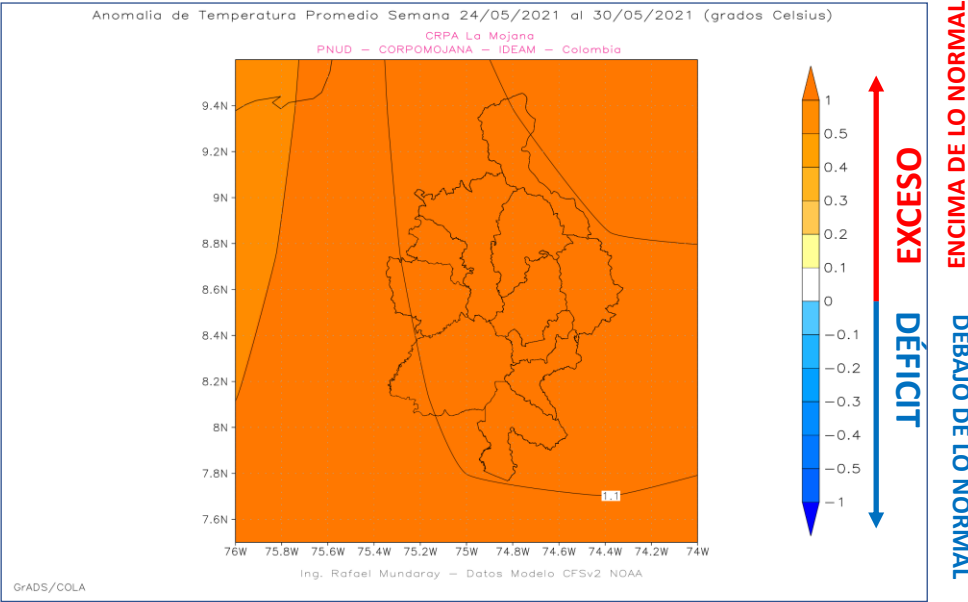 Anomalia de Temperatura Promedio Semana 24/05/2021 al 30/05/2021 (grados Celsius)
CRPA La Mojana
PNUD – CORPOMOJANA – IDEAM – Colombia
9.4N
9.2N
9N
8.8N
8.6N
8.4N
8.2N
8N
7.8N
7.6N
76W
75.8W
75.6W
75.4W
75.2W
75W
74.8W
74.6W
74.4W
74.2W
74W
1.1
1
0.5
0.4
0.3
0.2
0.1
0
−0.1
−0.2
−0.3
−0.4
−0.5
−1
EXCESO
DÉFICIT
ENCIMA DE LO NORMAL
DEBAJO DE LO NORMAL
Ing. Rafael Mundaray – Datos Modelo CFSv2 NOAA
GrADS/COLA